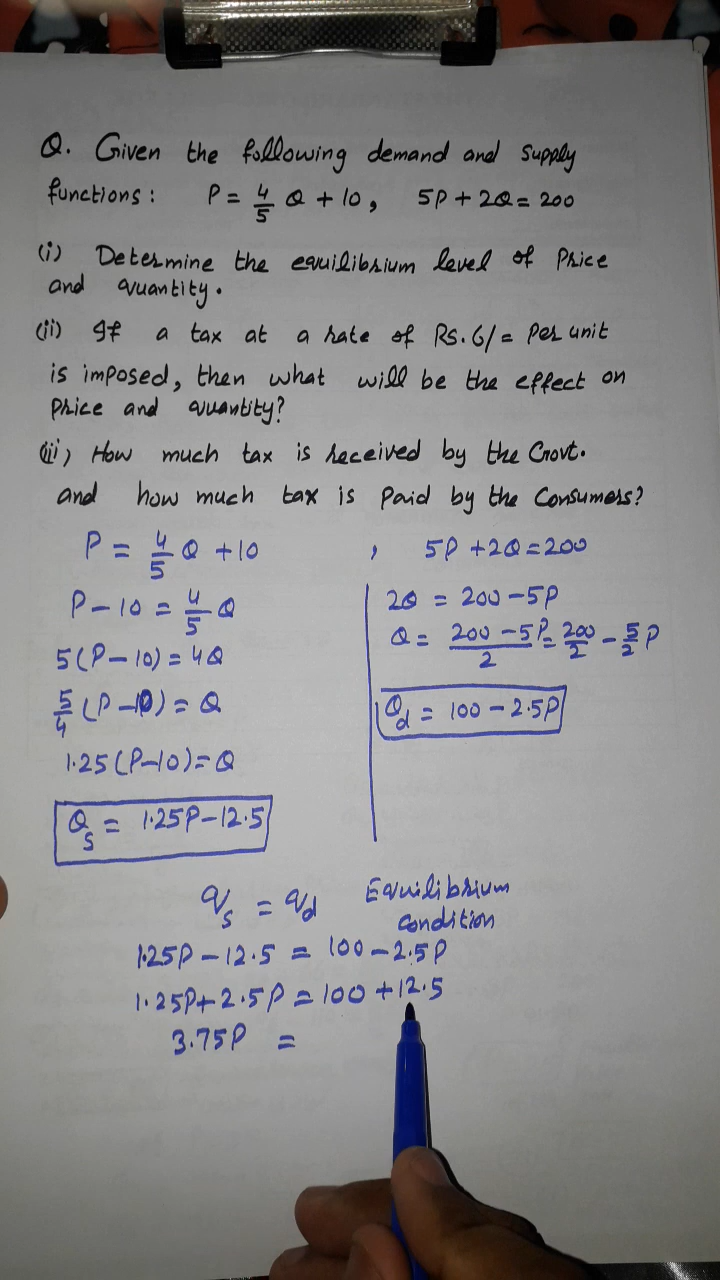 Q. Given the following demand and supply
functions: P = 4/5 Q + 10, 5P + 2Q = 200
(i) Determine the equilibrium level of Price
and quantity.
(ii) If a tax at a rate of RS. 6/= Per unit
is imposed, then what will be the effect on
Price and quantity?
(iii) How much tax is received by the Govt.
and how much tax is paid by the Consumers?
P = 4/5 Q + 10 , 5P + 2Q = 200
P - 10 = 4/5 Q
5(P - 10) = 4Q
5/4 (P - 10) = Q
1.25(P - 10) = Q
Qs = 1.25P - 12.5
2Q = 200 - 5P
Q = 200 - 5P/2 = 200/2 - 5/2 P
Qd = 100 - 2.5P
qs = qd Equilibrium
Condition
1.25P - 12.5 = 100 - 2.5P
1.25P + 2.5P = 100 + 12.5
3.75P =